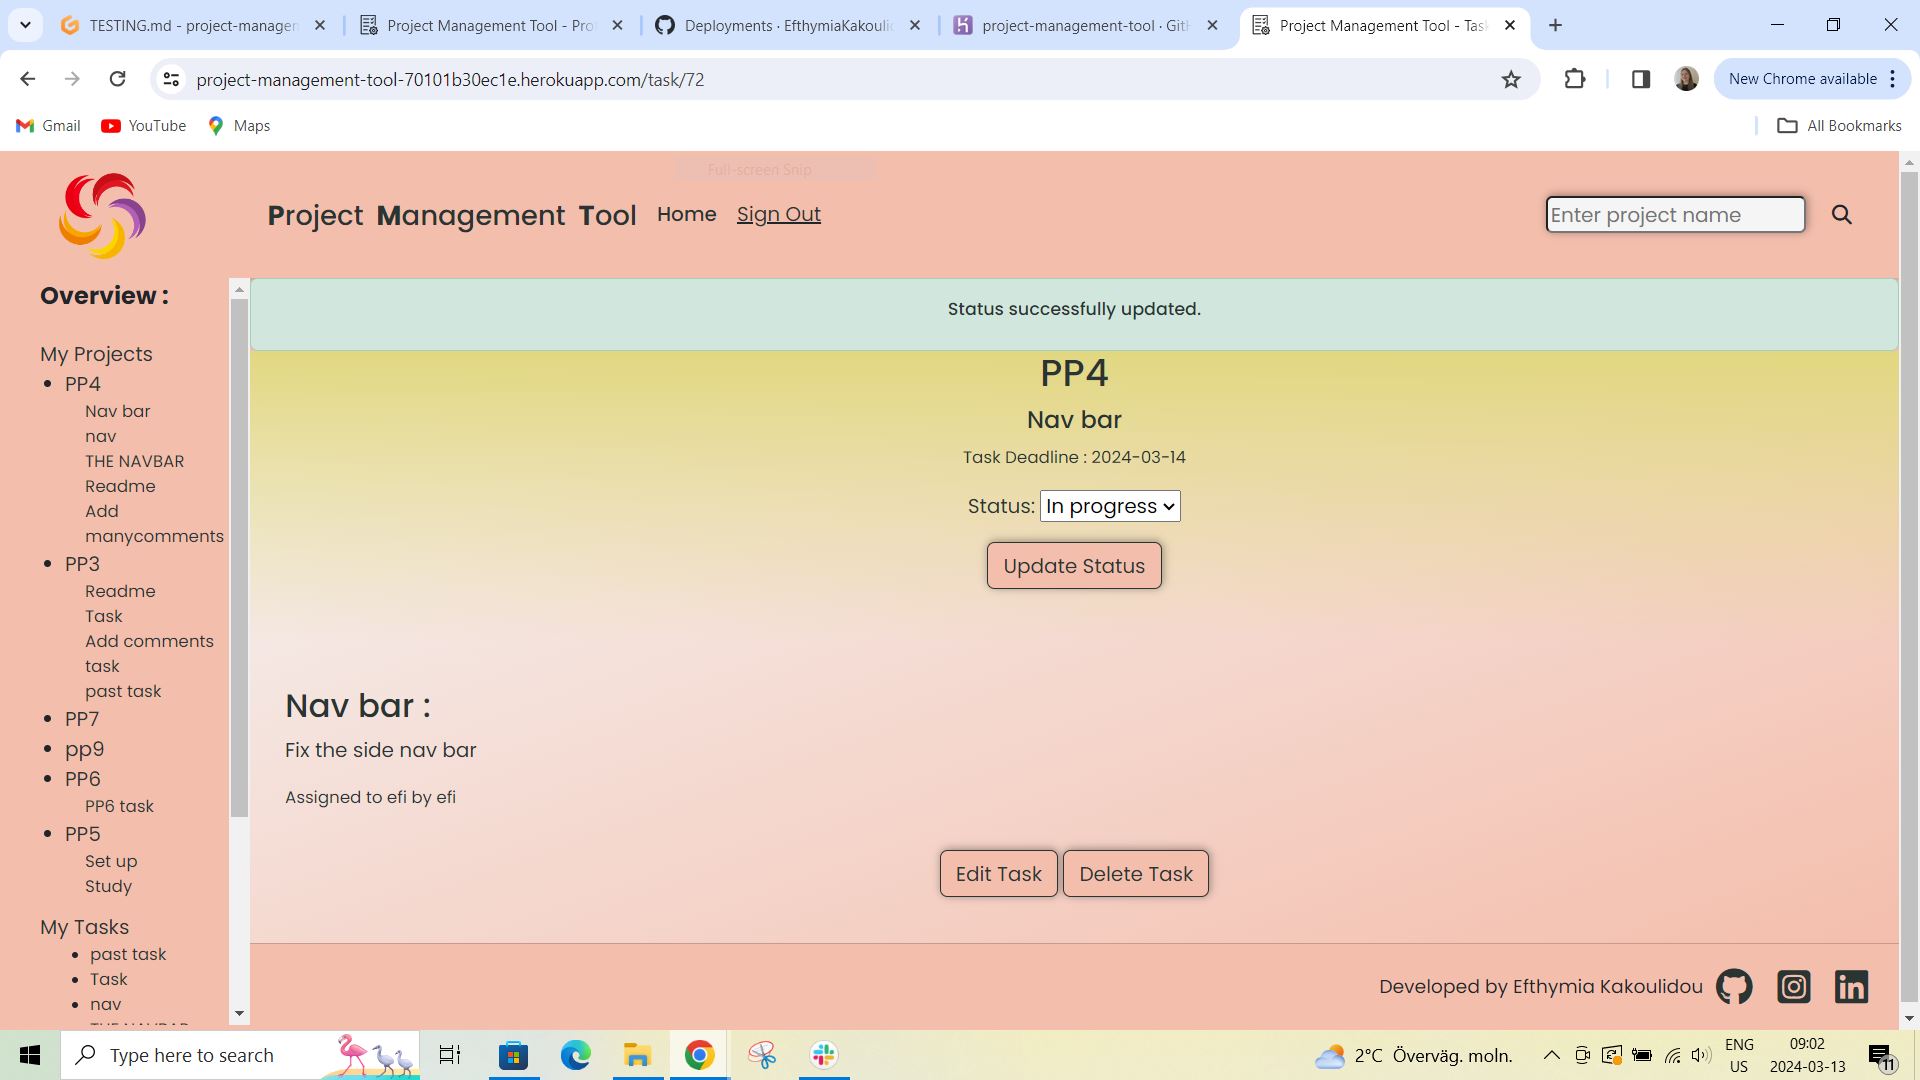 TESTING.md - project-managen
Project Management Tool - Pro
Deployments · EfthymiaKakoulid
project-management-tool · GitH
Project Management Tool - Task
project-management-tool-70101b30ec1e.herokuapp.com/task/72
New Chrome available
Gmail
YouTube
Maps
All Bookmarks
Full-screen Snip
Project Management Tool
Home
Sign Out
Enter project name
Overview :
My Projects
PP4
Nav bar
nav
THE NAVBAR
Readme
Add
manycomments
PP3
Readme
Task
Add comments
task
past task
PP7
pp9
PP6
PP6 task
PP5
Set up
Study
My Tasks
past task
Task
nav
THE NAVBAR
Status successfully updated.
PP4
Nav bar
Task Deadline : 2024-03-14
Status: In progress
Update Status
Nav bar :
Fix the side nav bar
Assigned to efi by efi
Edit Task
Delete Task
Developed by Efthymia Kakoulidou
Type here to search
2°C Överväg. moln.
ENG
US
09:02
2024-03-13
11